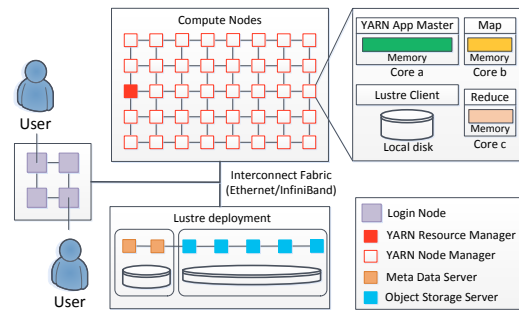 Compute Nodes
YARN App Master
Memory
Core a
Map
Memory
Core b
Lustre Client
Local disk
Reduce
Memory
Core c
User
User
Interconnect Fabric
(Ethernet/InfiniBand)
Lustre deployment
Login Node
YARN Resource Manager
YARN Node Manager
Meta Data Server
Object Storage Server